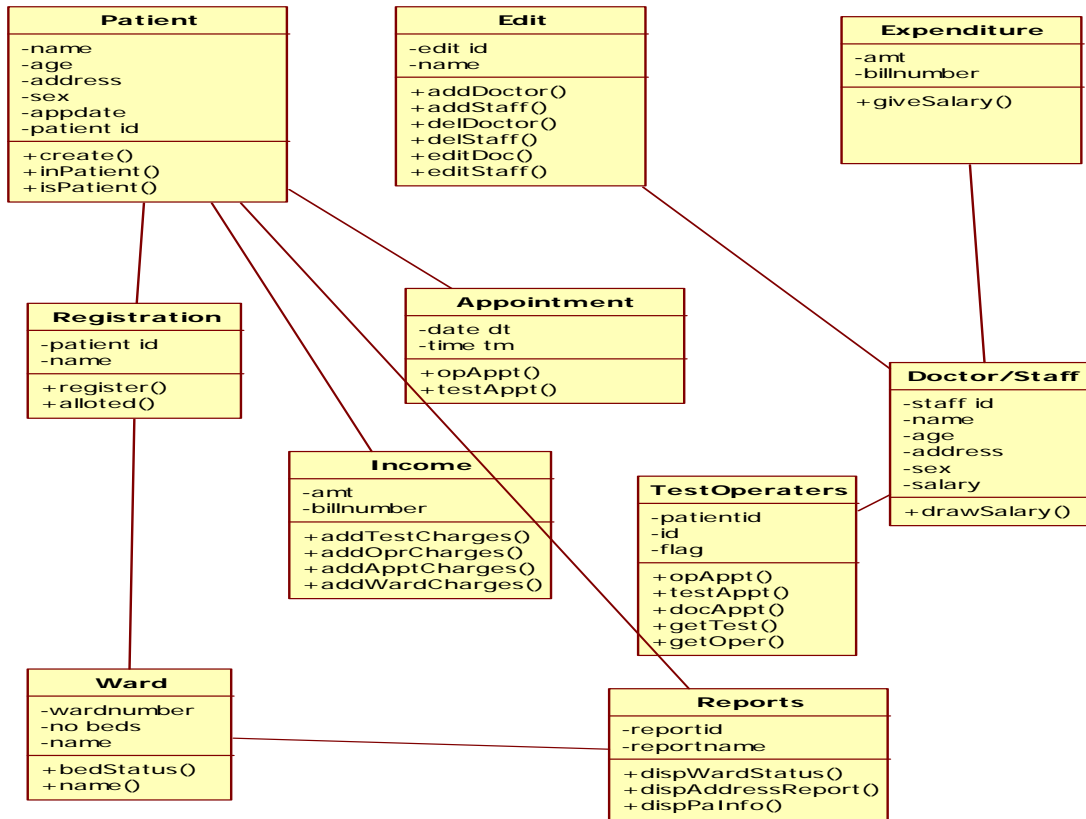 Patient
-name
-age
-address
-sex
-appdate
-patient id
+create()
+inPatient()
+isPatient()
Edit
-edit id
-name
+addDoctor()
+addStaff()
+delDoctor()
+delStaff()
+editDoc()
+editStaff()
Expenditure
-amt
-billnumber
+giveSalary()
Registration
-patient id
-name
+register()
+alloted()
Appointment
-date dt
-time tm
+opAppt()
+testAppt()
Doctor/Staff
-staff id
-name
-age
-address
-sex
-salary
+drawSalary()
Income
-amt
-billnumber
+addTestCharges()
+addOprCharges()
+addApptCharges()
+addWardCharges()
TestOperaters
-patientid
-id
-flag
+opAppt()
+testAppt()
+docAppt()
+getTest()
+getOper()
Ward
-wardnumber
-no beds
-name
+bedStatus()
+name()
Reports
-reportid
-reportname
+dispWardStatus()
+dispAddressReport()
+dispPaInfo()